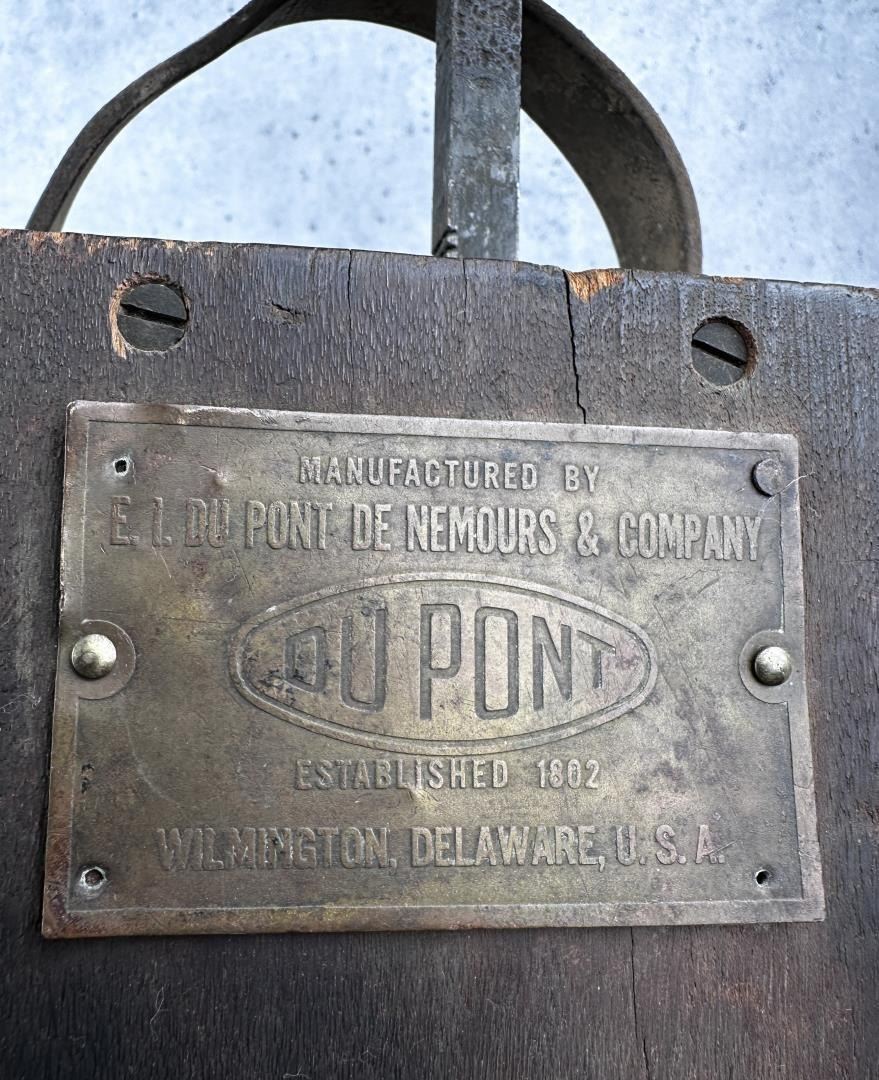 MANUFACTURED BY
E. I. DU PONT DE NEMOURS & COMPANY
DU PONT
ESTABLISHED 1802
WILMINGTON, DELAWARE, U. S. A.